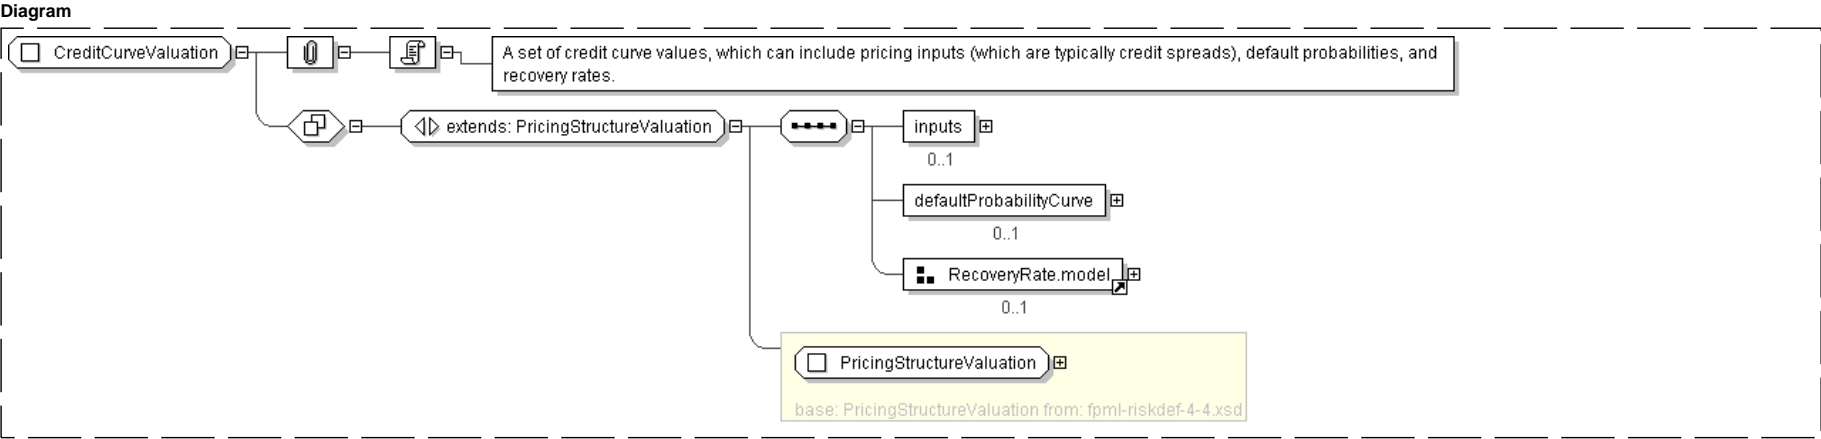 Diagram
CreditCurveValuation
A set of credit curve values, which can include pricing inputs (which are typically credit spreads), default probabilities, and
recovery rates.
extends: PricingStructureValuation
inputs
0..1
defaultProbabilityCurve
0..1
RecoveryRate.model
0..1
PricingStructureValuation
base: PricingStructureValuation from: fpml-riskdef-4-4.xsd